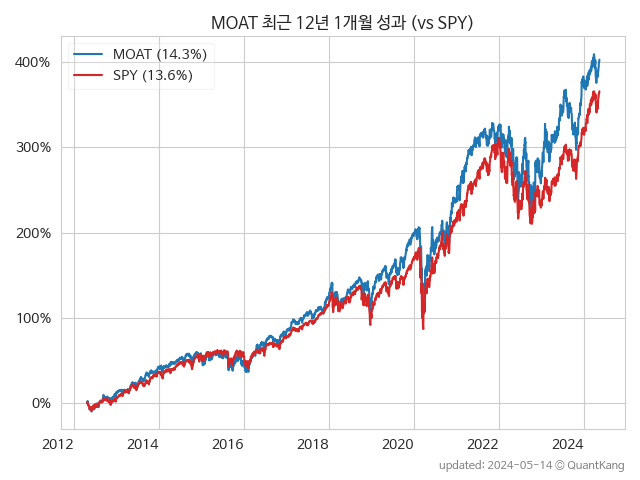 MOAT 최근 12년 1개월 성과 (vs SPY)
MOAT (14.3%)
SPY (13.6%)
400%
300%
200%
100%
0%
2012 2014 2016 2018 2020 2022 2024
updated: 2024-05-14 © QuantKang